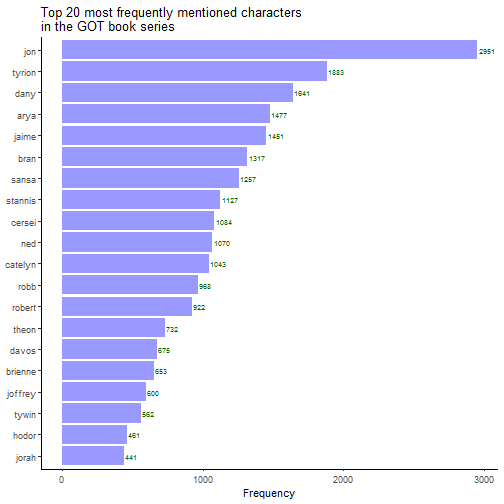 Top 20 most frequently mentioned characters
in the GOT book series
jon 2951
tyrion 1883
dany 1641
arya 1477
jaime 1451
bran 1317
sansa 1257
stannis 1127
cersei 1084
ned 1070
catelyn 1043
robb 968
robert 922
theon 732
davos 675
brienne 653
joffrey 600
tywin 562
hodor 461
jorah 441
0 1000 2000 3000
Frequency